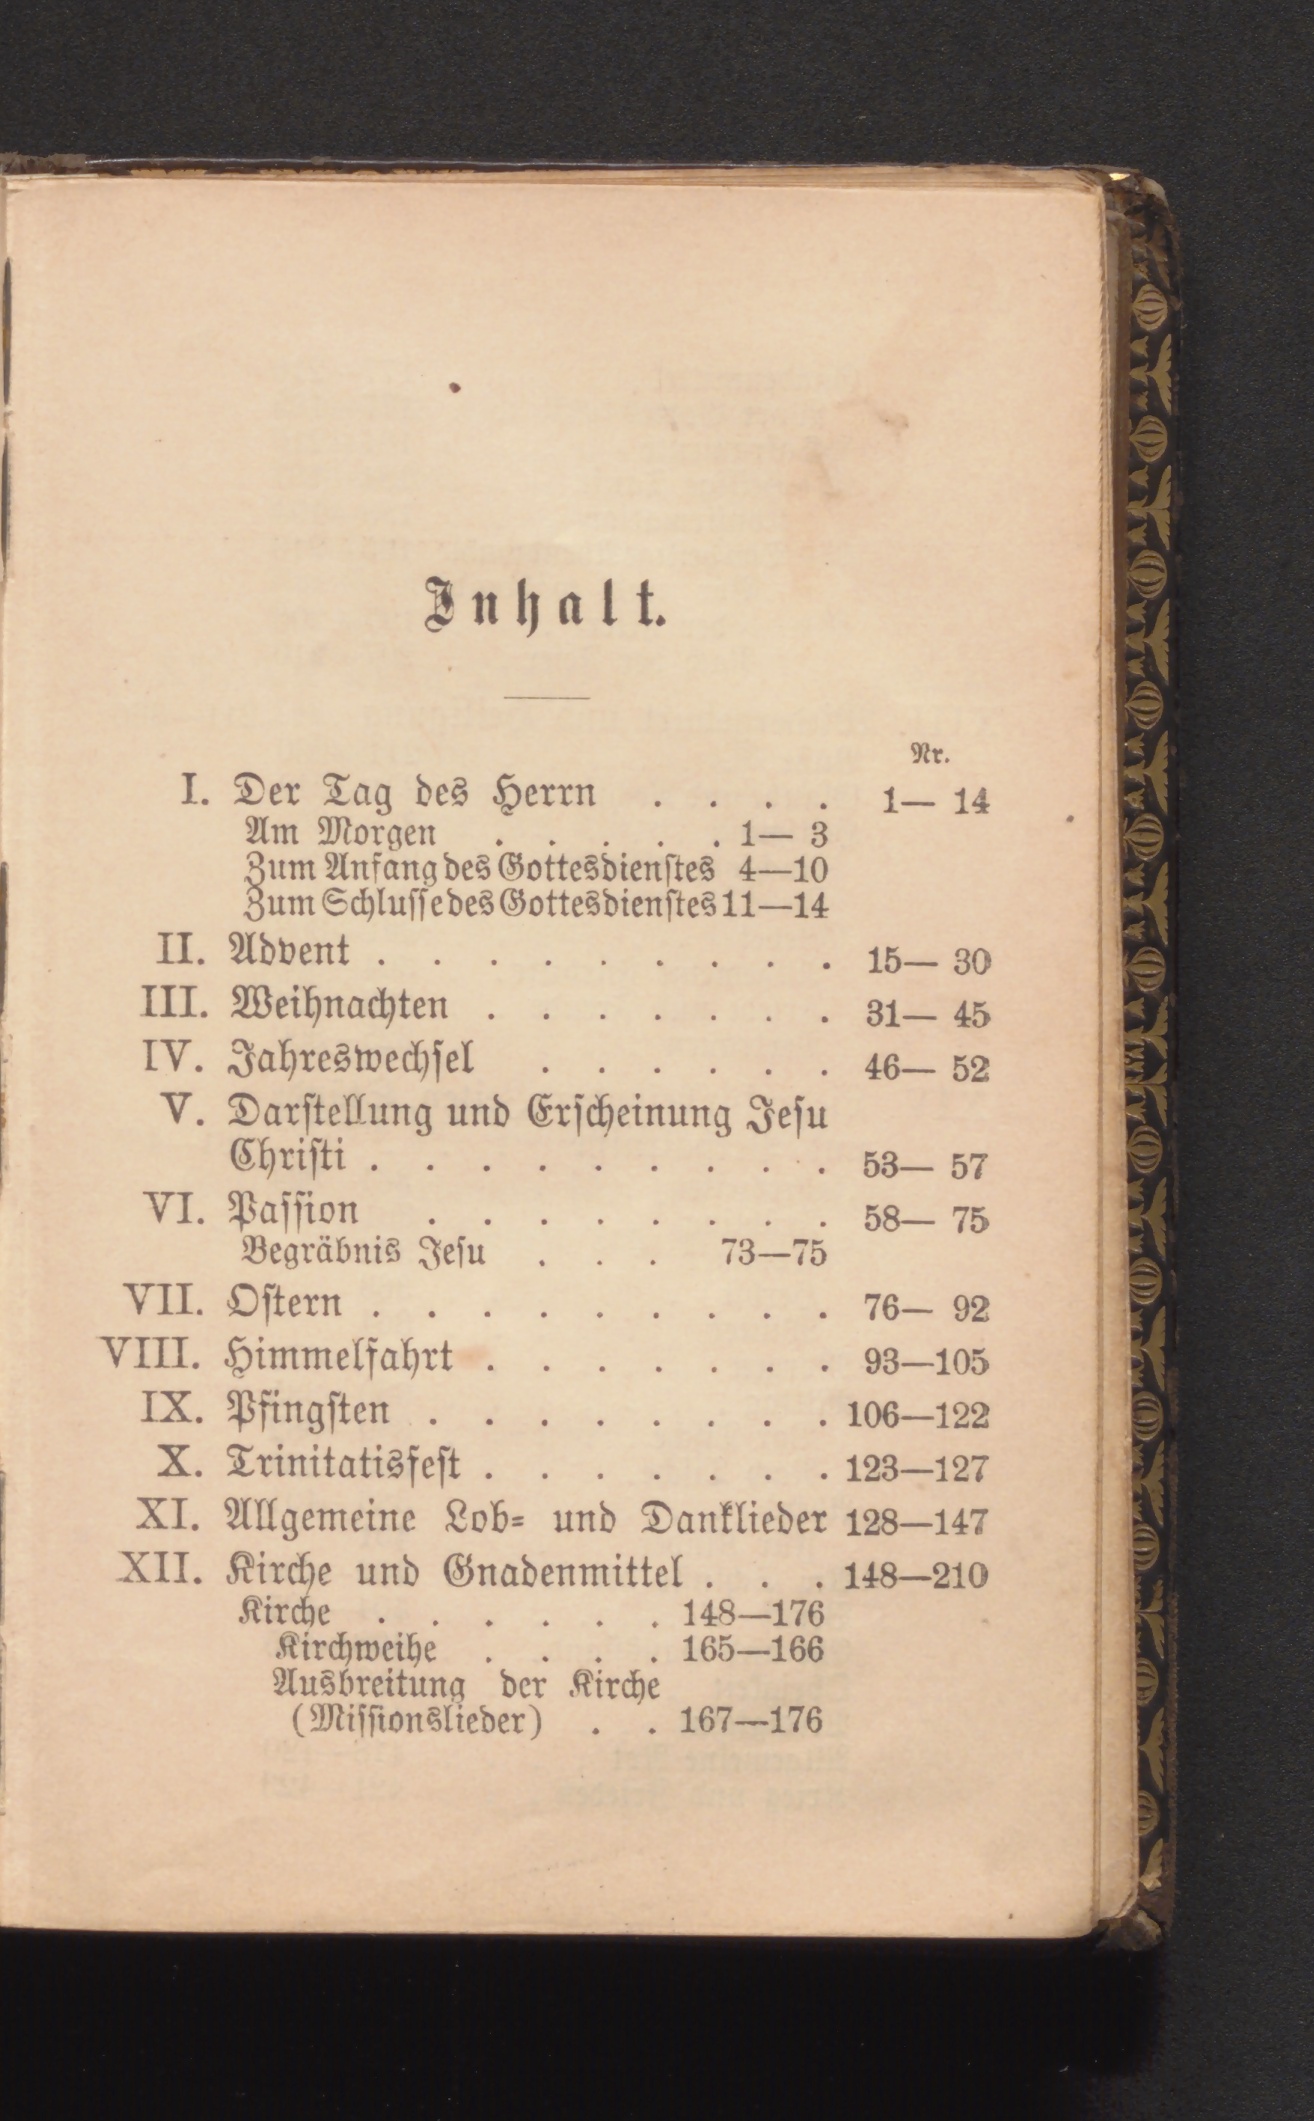 Inhalt.
Nr.
I. Der Tag des Herrn . . . . 1— 14
Am Morgen . . . . . 1— 3
Zum Anfang des Gottesdienſtes 4—10
Zum Schluſſe des Gottesdienſtes 11—14
II. Advent . . . . . . . . . 15— 30
III. Weihnachten . . . . . . . 31— 45
IV. Jahreswechſel . . . . . . 46— 52
V. Darſtellung und Erſcheinung Jeſu
Chriſti . . . . . . . . . 53— 57
VI. Paſſion . . . . . . . . 58— 75
Begräbnis Jeſu . . . 73—75
VII. Oſtern . . . . . . . . . 76— 92
VIII. Himmelfahrt . . . . . . . 93—105
IX. Pfingſten . . . . . . . . 106—122
X. Trinitatisfeſt . . . . . . . 123—127
XI. Allgemeine Lob- und Danklieder 128—147
XII. Kirche und Gnadenmittel . . . 148—210
Kirche . . . . . . 148—176
Kirchweihe . . . . 165—166
Ausbreitung der Kirche
(Miſſionslieder) . . 167—176